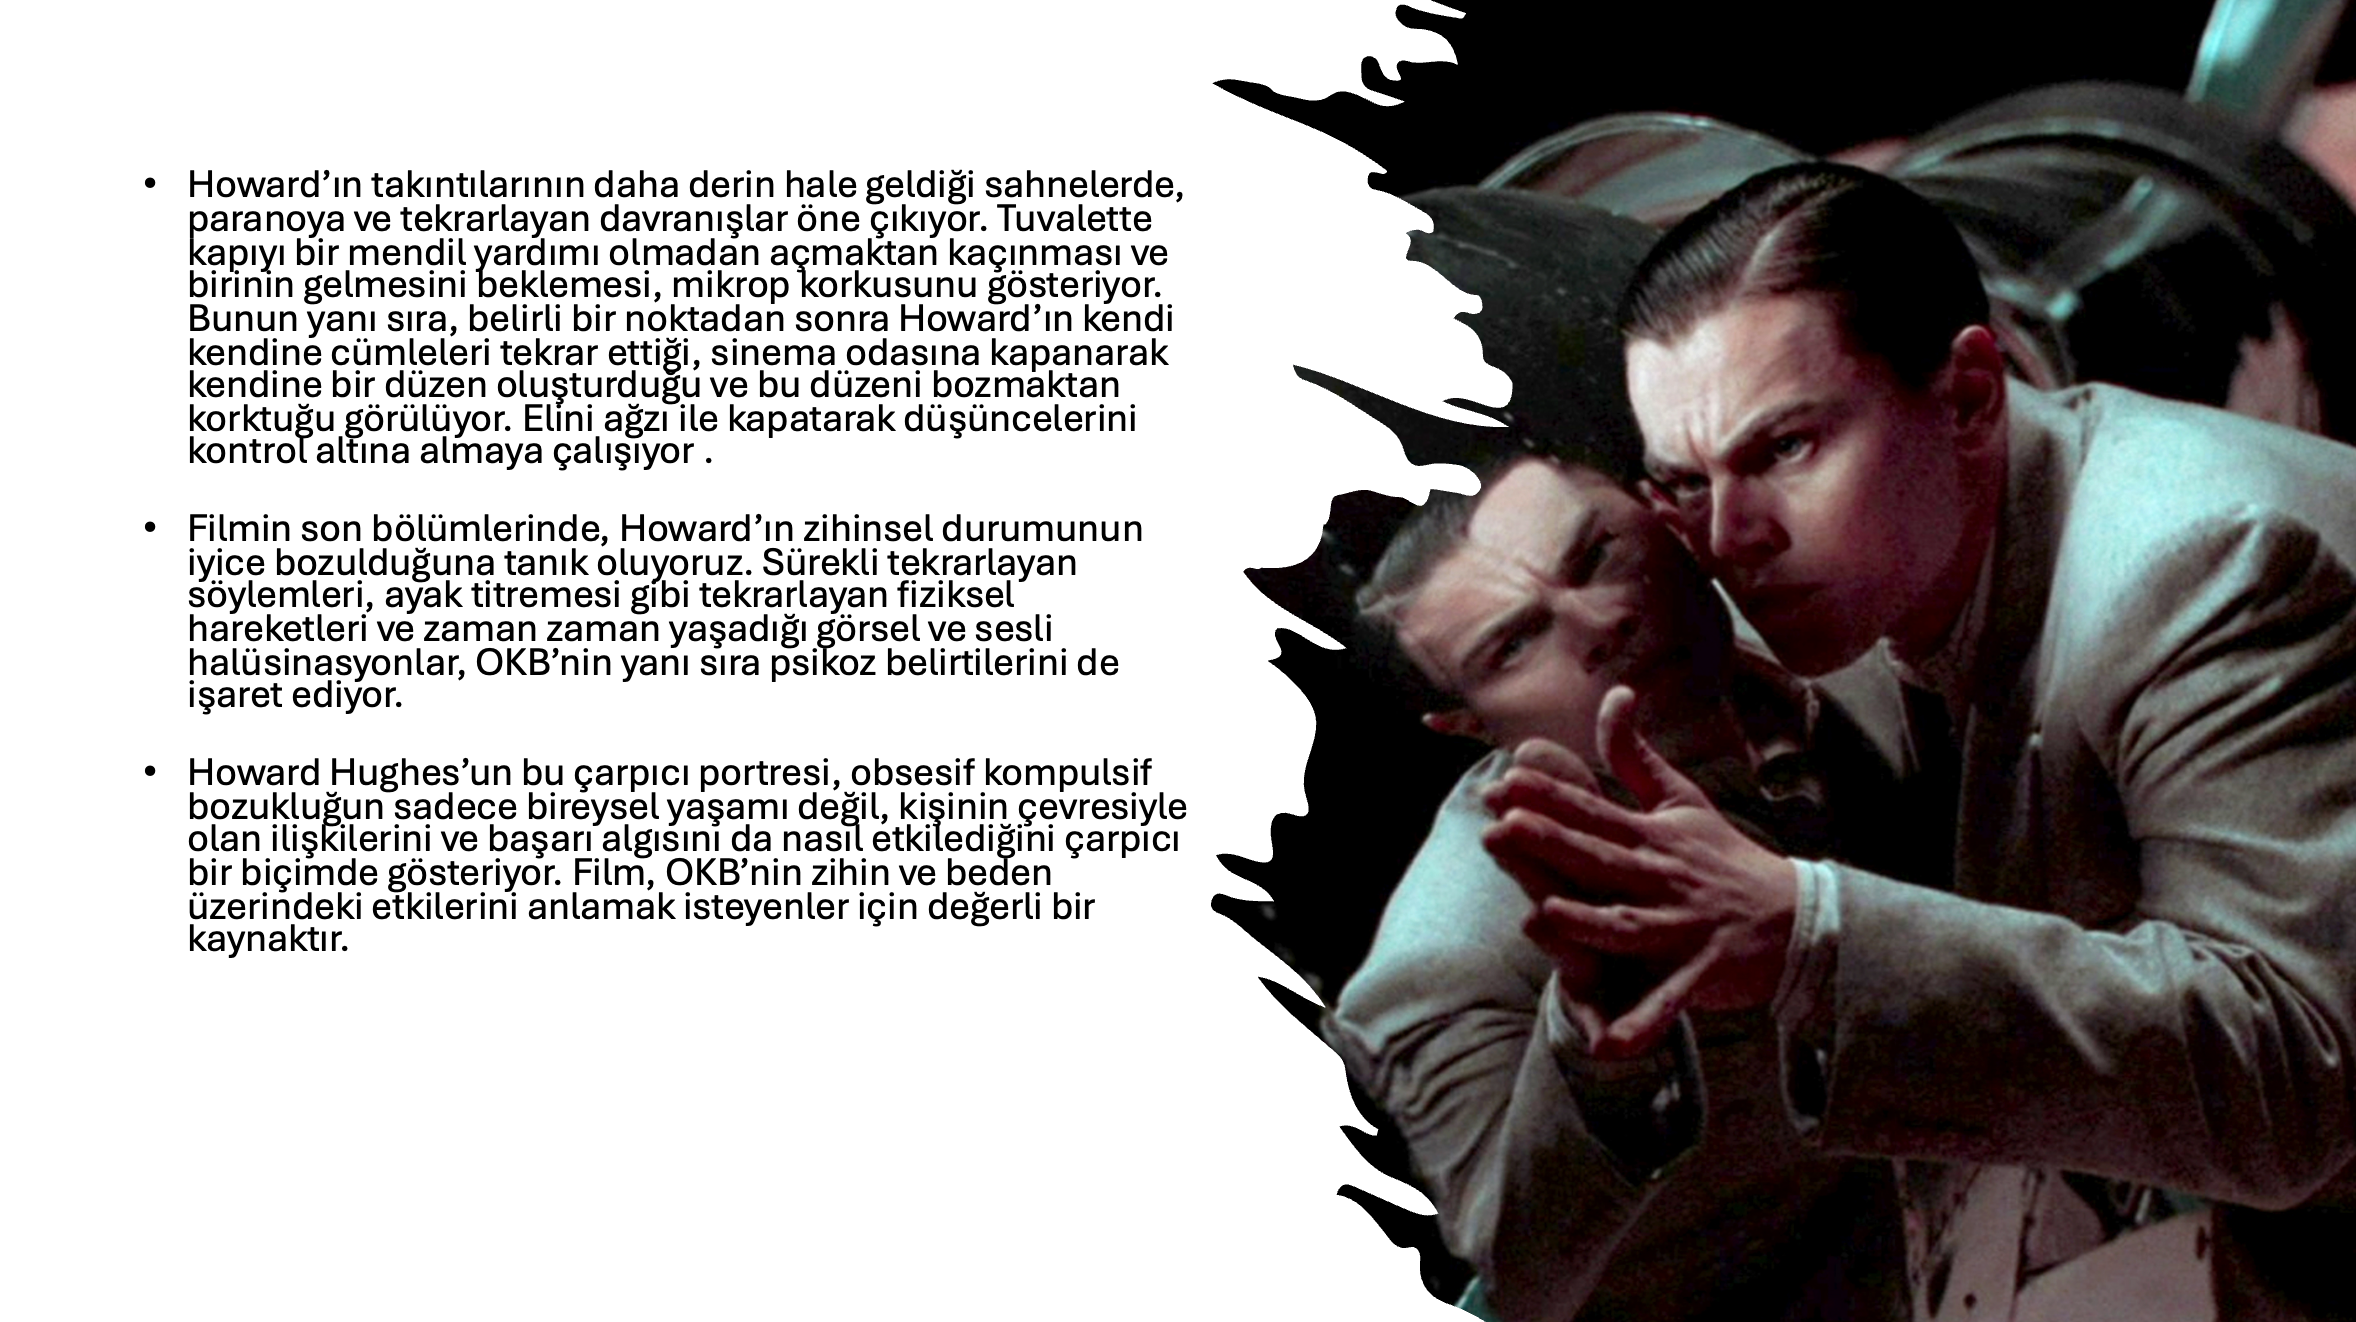 • Howard’ın takıntılarının daha derin hale geldiği sahnelerde,
paranoya ve tekrarlayan davranışlar öne çıkıyor. Tuvalette
kapıyı bir mendil yardımı olmadan açmaktan kaçınması ve
birinin gelmesini beklemesi, mikrop korkusunu gösteriyor.
Bunun yanı sıra, belirli bir noktadan sonra Howard’ın kendi
kendine cümleleri tekrar ettiği, sinema odasına kapanarak
kendine bir düzen oluşturduğu ve bu düzeni bozmaktan
korktuğu görülüyor. Elini ağzı ile kapatarak düşüncelerini
kontrol altına almaya çalışıyor .
• Filmin son bölümlerinde, Howard’ın zihinsel durumunun
iyice bozulduğuna tanık oluyoruz. Sürekli tekrarlayan
söylemleri, ayak titremesi gibi tekrarlayan fiziksel
hareketleri ve zaman zaman yaşadığı görsel ve sesli
halüsinasyonlar, OKB’nin yanı sıra psikoz belirtilerini de
işaret ediyor.
• Howard Hughes’un bu çarpıcı portresi, obsesif kompulsif
bozukluğun sadece bireysel yaşamı değil, kişinin çevresiyle
olan ilişkilerini ve başarı algısını da nasıl etkilediğini çarpıcı
bir biçimde gösteriyor. Film, OKB’nin zihin ve beden
üzerindeki etkilerini anlamak isteyenler için değerli bir
kaynaktır.